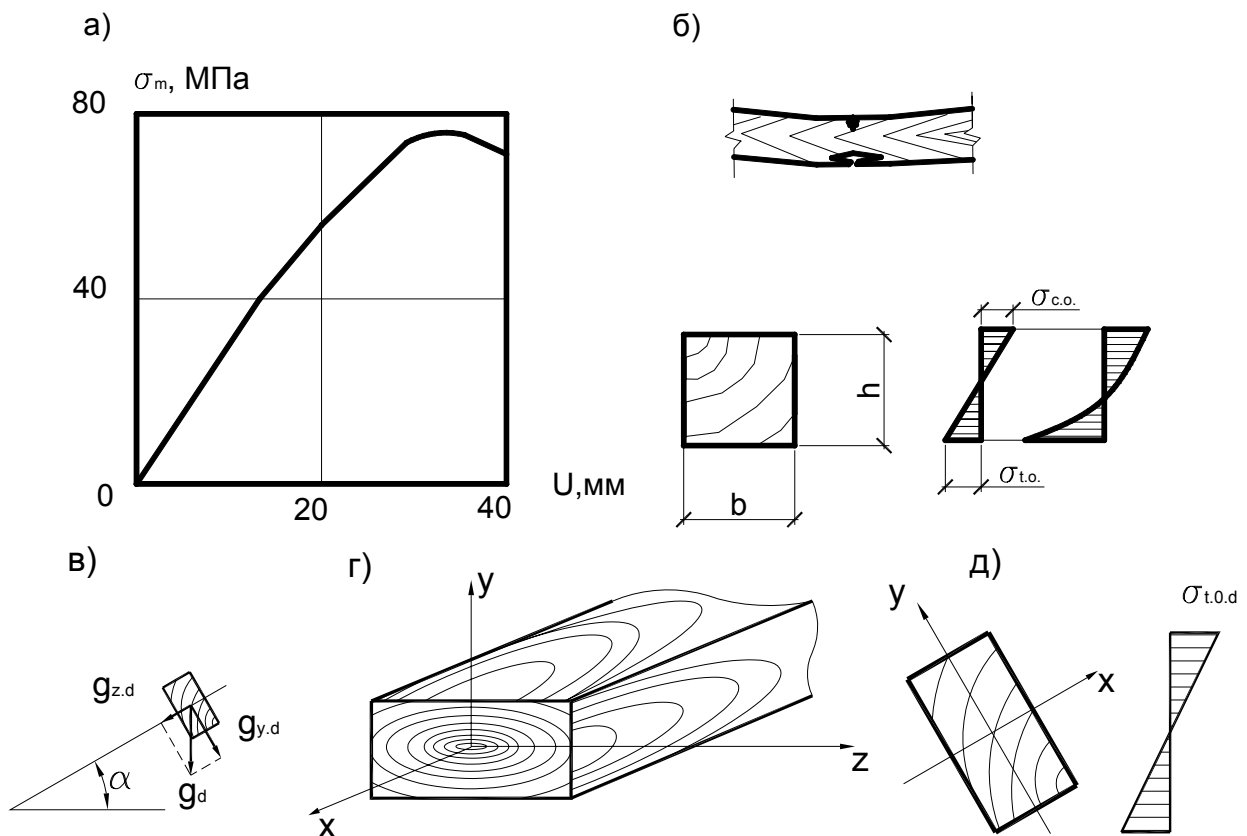 а)
б)
σm, МПа
80
40
0
20
40
U,мм
b
h
σc.o.
σt.o.
в)
г)
д)
gz.d
gy.d
gd
α
y
z
x
y
x
σt.0.d